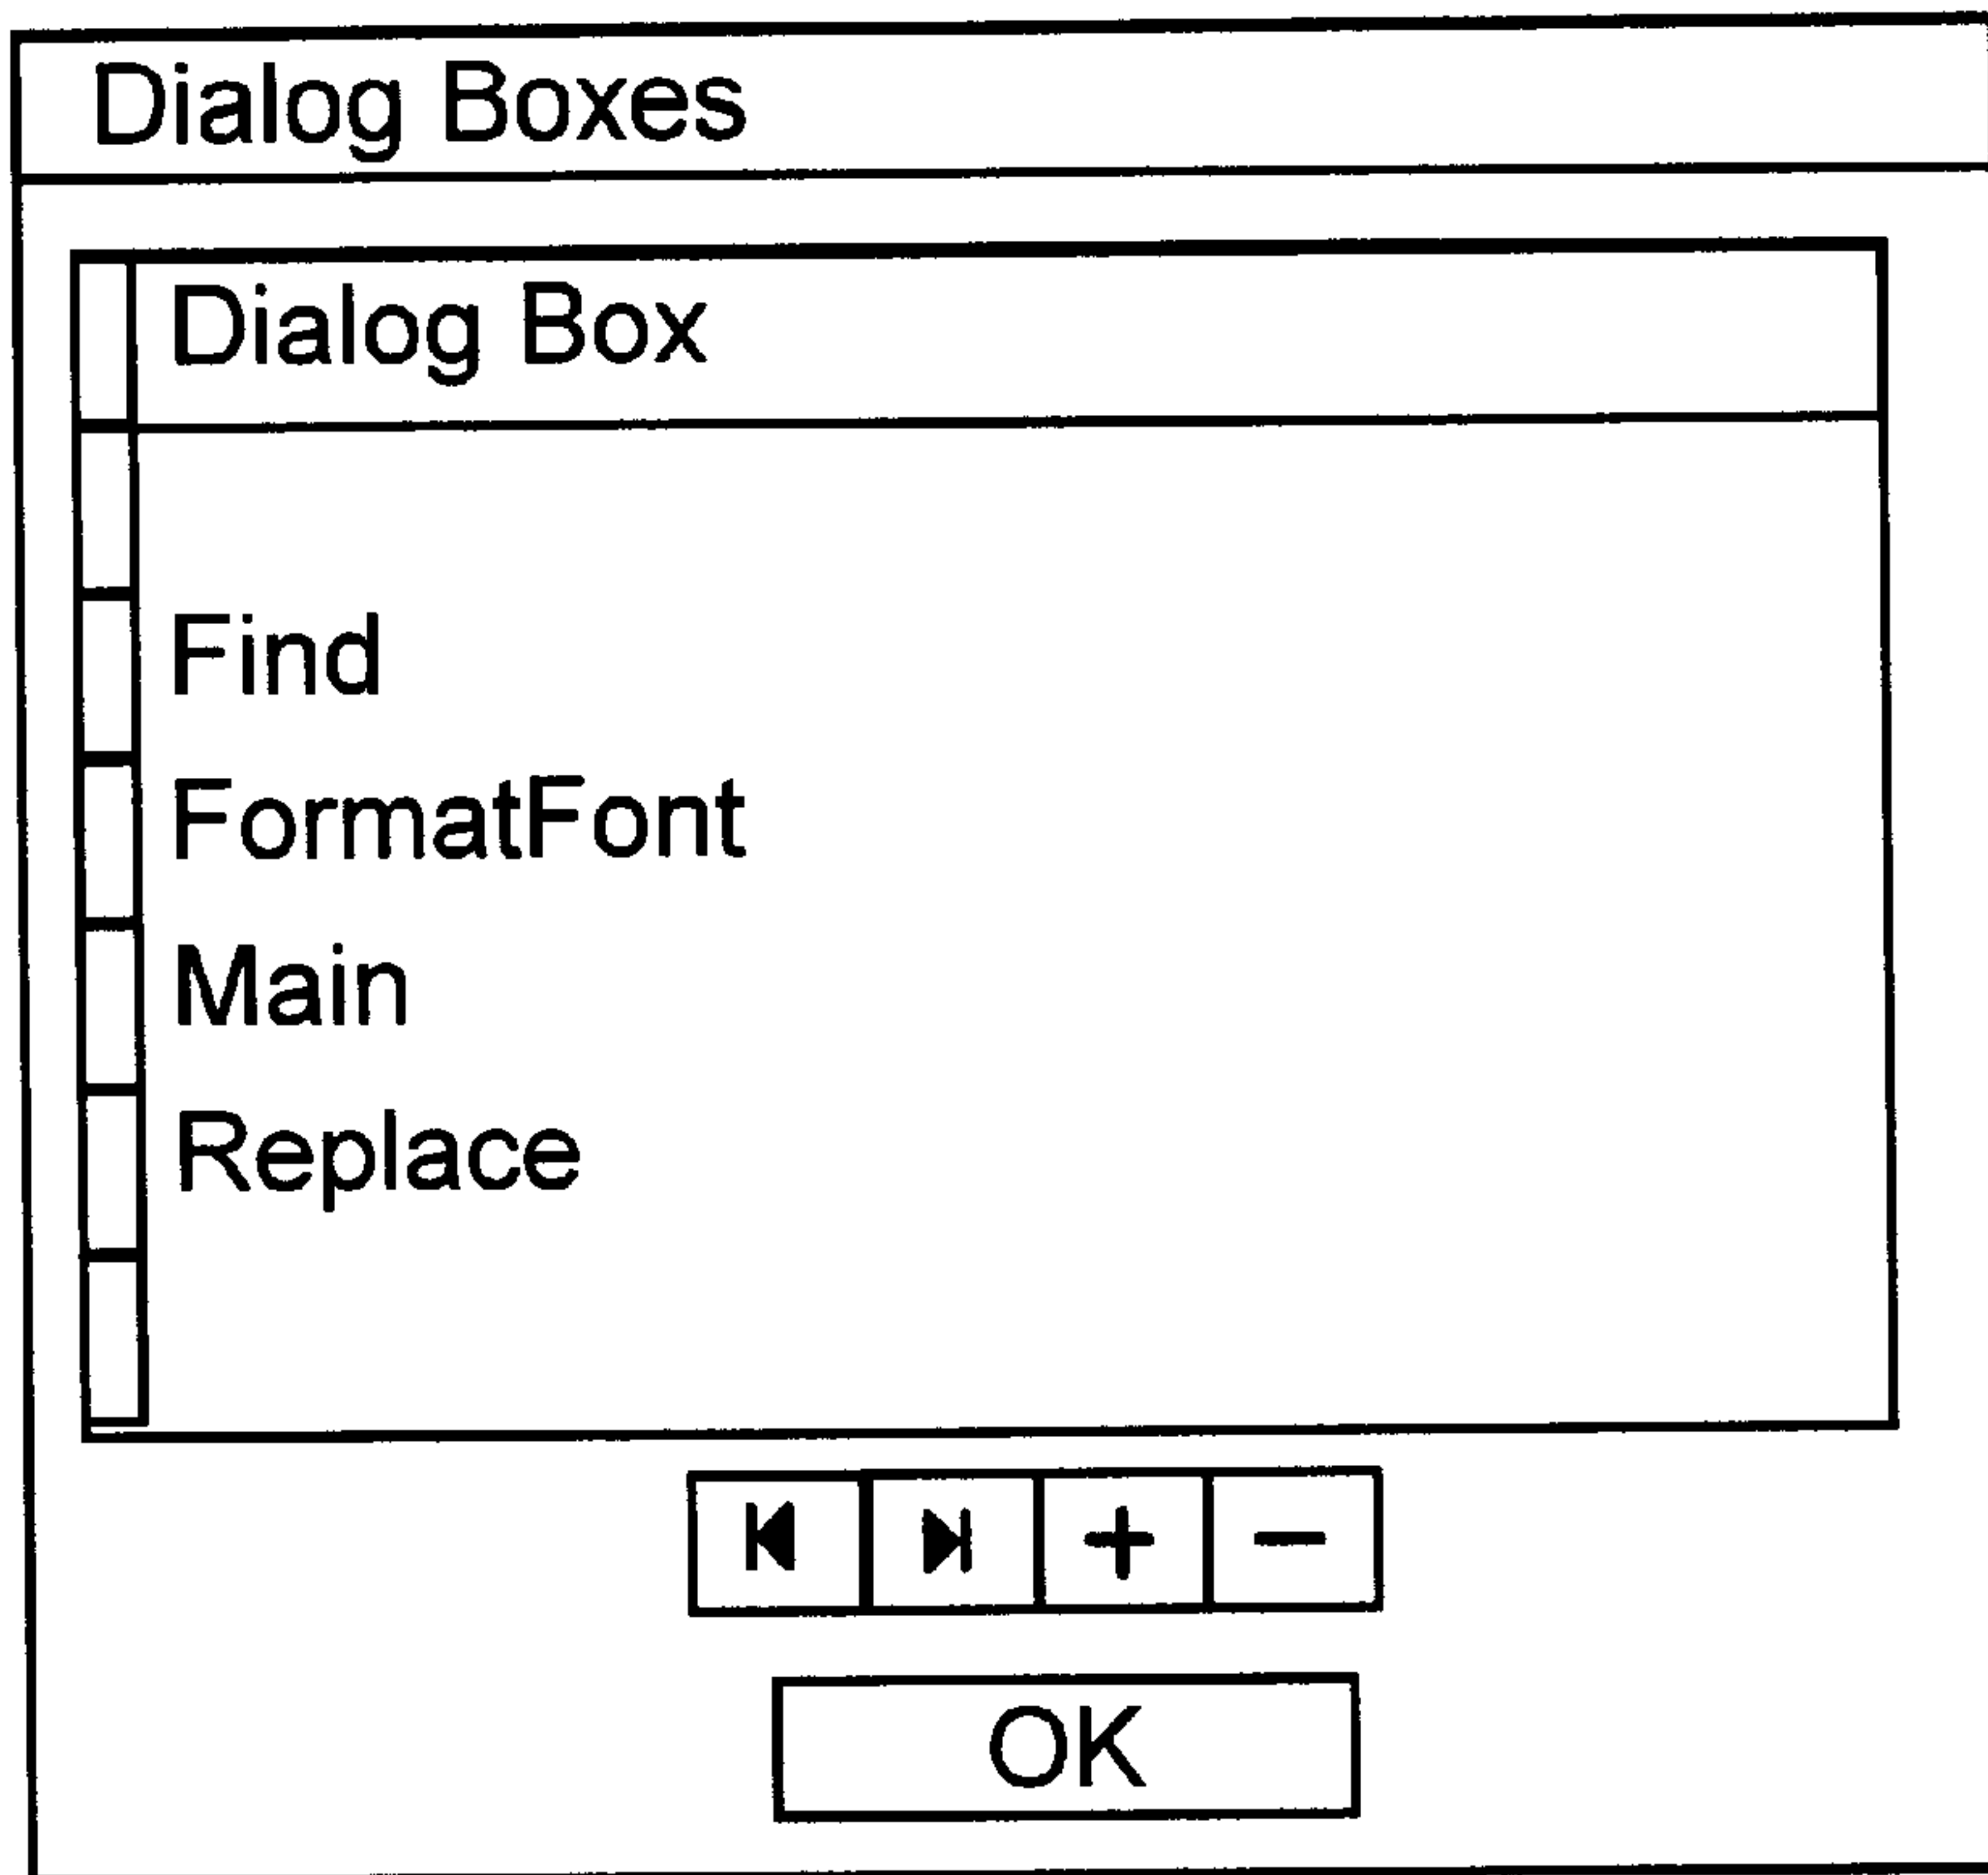 Dialog Boxes
Dialog Box
Find
FormatFont
Main
Replace
+ −
OK